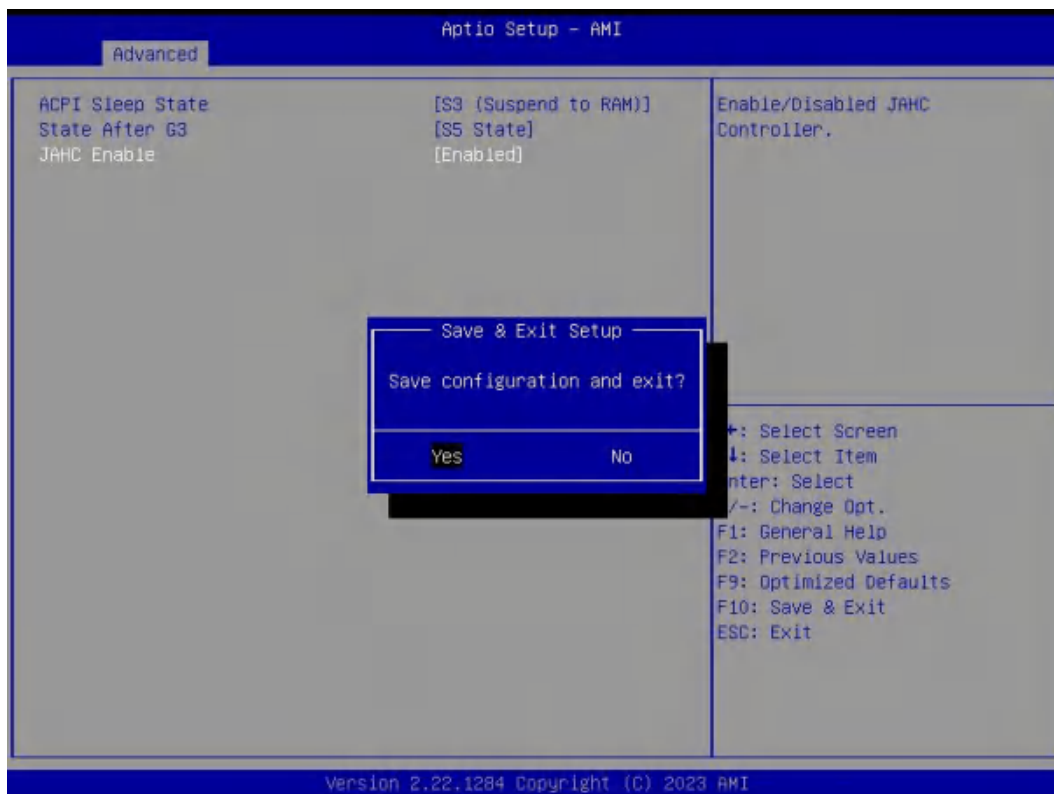 Aptio Setup – AMI
Advanced
ACPI Sleep State [S3 (Suspend to RAM)]
State After G3 [S5 State]
JAHC Enable [Enabled]
Enable/Disabled JAHC
Controller.
Save & Exit Setup
Save configuration and exit?
Yes No
: Select Screen
: Select Item
nter: Select
/-: Change Opt.
F1: General Help
F2: Previous Values
F9: Optimized Defaults
F10: Save & Exit
ESC: Exit
Version 2.22.1284 Copyright (C) 2023 AMI